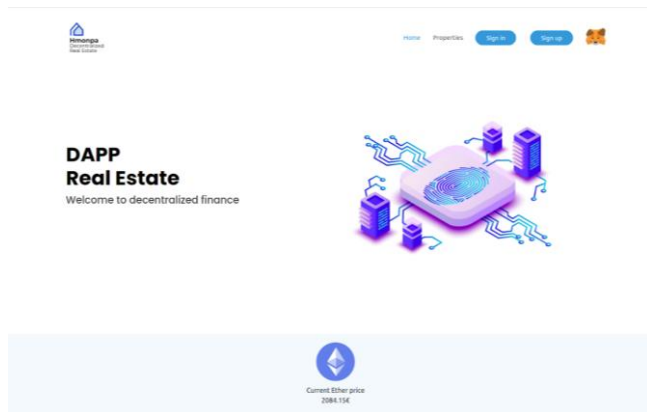 Hmonpa
Decentralized
Real Estate
Home Properties Sign in Sign up
DAPP
Real Estate
Welcome to decentralized finance
Current Ether price
2084.15€